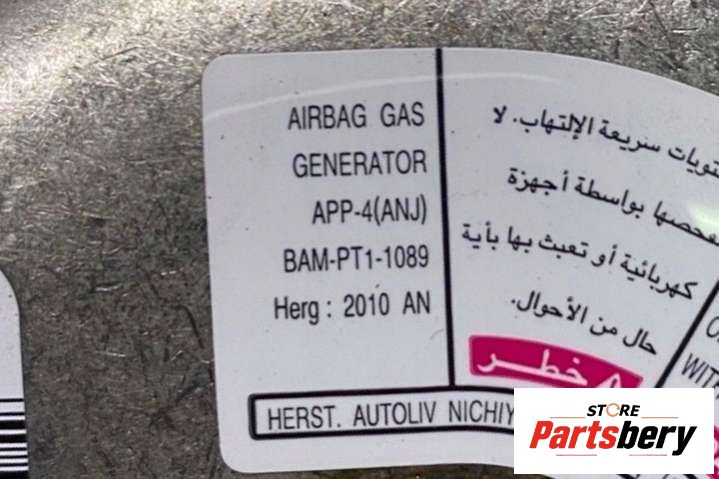 AIRBAG GAS
GENERATOR
APP-4(ANJ)
BAM-PT1-1089
Herg : 2010 AN
سريعة الإلتهاب. لا
بواسطة أجهزة
كهربائية أو تعبث بها بأية
حال من الأحوال.
خطر
HERST. AUTOLIV
STORE
Partsbery